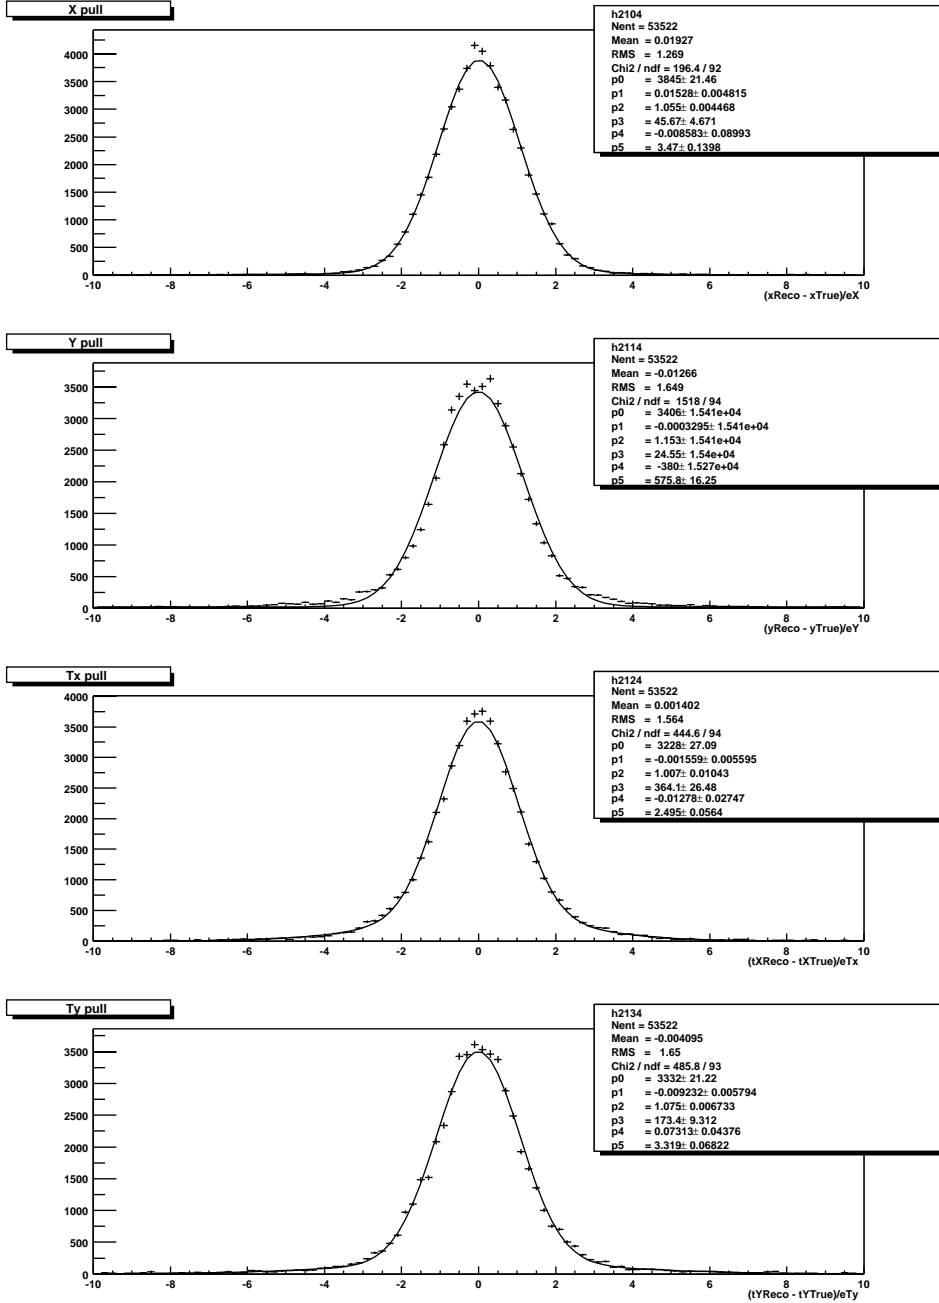 X pull
h2104
Nent = 53522
Mean = 0.01927
RMS = 1.269
Chi2 / ndf = 196.4 / 92
p0 = 3845± 21.46
p1 = 0.01528± 0.004815
p2 = 1.055± 0.004468
p3 = 45.67± 4.671
p4 = -0.008583± 0.08993
p5 = 3.47± 0.1398
4000
3500
3000
2500
2000
1500
1000
500
0
-10 -8 -6 -4 -2 0 2 4 6 8 10
(xReco - xTrue)/eX
Y pull
h2114
Nent = 53522
Mean = -0.01266
RMS = 1.649
Chi2 / ndf = 1518 / 94
p0 = 3406± 1.541e+04
p1 = -0.0003295± 1.541e+04
p2 = 1.153± 1.541e+04
p3 = 24.55± 1.54e+04
p4 = -380± 1.527e+04
p5 = 575.8± 16.25
3500
3000
2500
2000
1500
1000
500
0
-10 -8 -6 -4 -2 0 2 4 6 8 10
(yReco - yTrue)/eY
Tx pull
h2124
Nent = 53522
Mean = 0.001402
RMS = 1.564
Chi2 / ndf = 444.6 / 94
p0 = 3228± 27.09
p1 = -0.001559± 0.005595
p2 = 1.007± 0.01043
p3 = 364.1± 26.48
p4 = -0.01278± 0.02747
p5 = 2.495± 0.0564
4000
3500
3000
2500
2000
1500
1000
500
0
-10 -8 -6 -4 -2 0 2 4 6 8 10
(tXReco - tXTrue)/eTx
Ty pull
h2134
Nent = 53522
Mean = -0.004095
RMS = 1.65
Chi2 / ndf = 485.8 / 93
p0 = 3332± 21.22
p1 = -0.009232± 0.005794
p2 = 1.075± 0.006733
p3 = 173.4± 9.312
p4 = 0.07313± 0.04376
p5 = 3.319± 0.06822
3500
3000
2500
2000
1500
1000
500
0
-10 -8 -6 -4 -2 0 2 4 6 8 10
(tYReco - tYTrue)/eTy